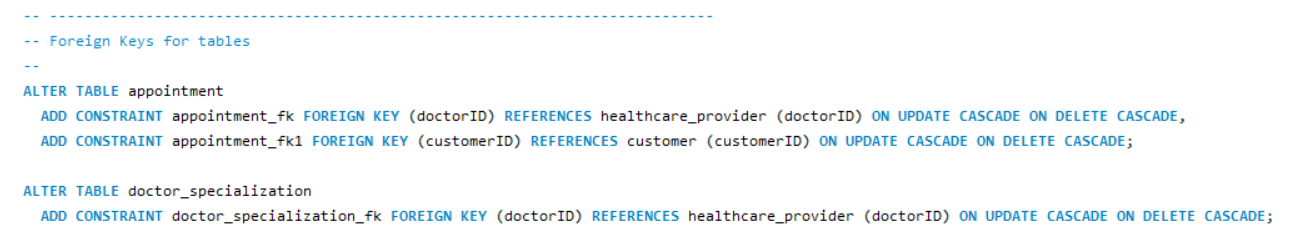 -- ---------------------------------------------------------------------------
-- Foreign Keys for tables
--
ALTER TABLE appointment
ADD CONSTRAINT appointment_fk FOREIGN KEY (doctorID) REFERENCES healthcare_provider (doctorID) ON UPDATE CASCADE ON DELETE CASCADE,
ADD CONSTRAINT appointment_fk1 FOREIGN KEY (customerID) REFERENCES customer (customerID) ON UPDATE CASCADE ON DELETE CASCADE;
ALTER TABLE doctor_specialization
ADD CONSTRAINT doctor_specialization_fk FOREIGN KEY (doctorID) REFERENCES healthcare_provider (doctorID) ON UPDATE CASCADE ON DELETE CASCADE;